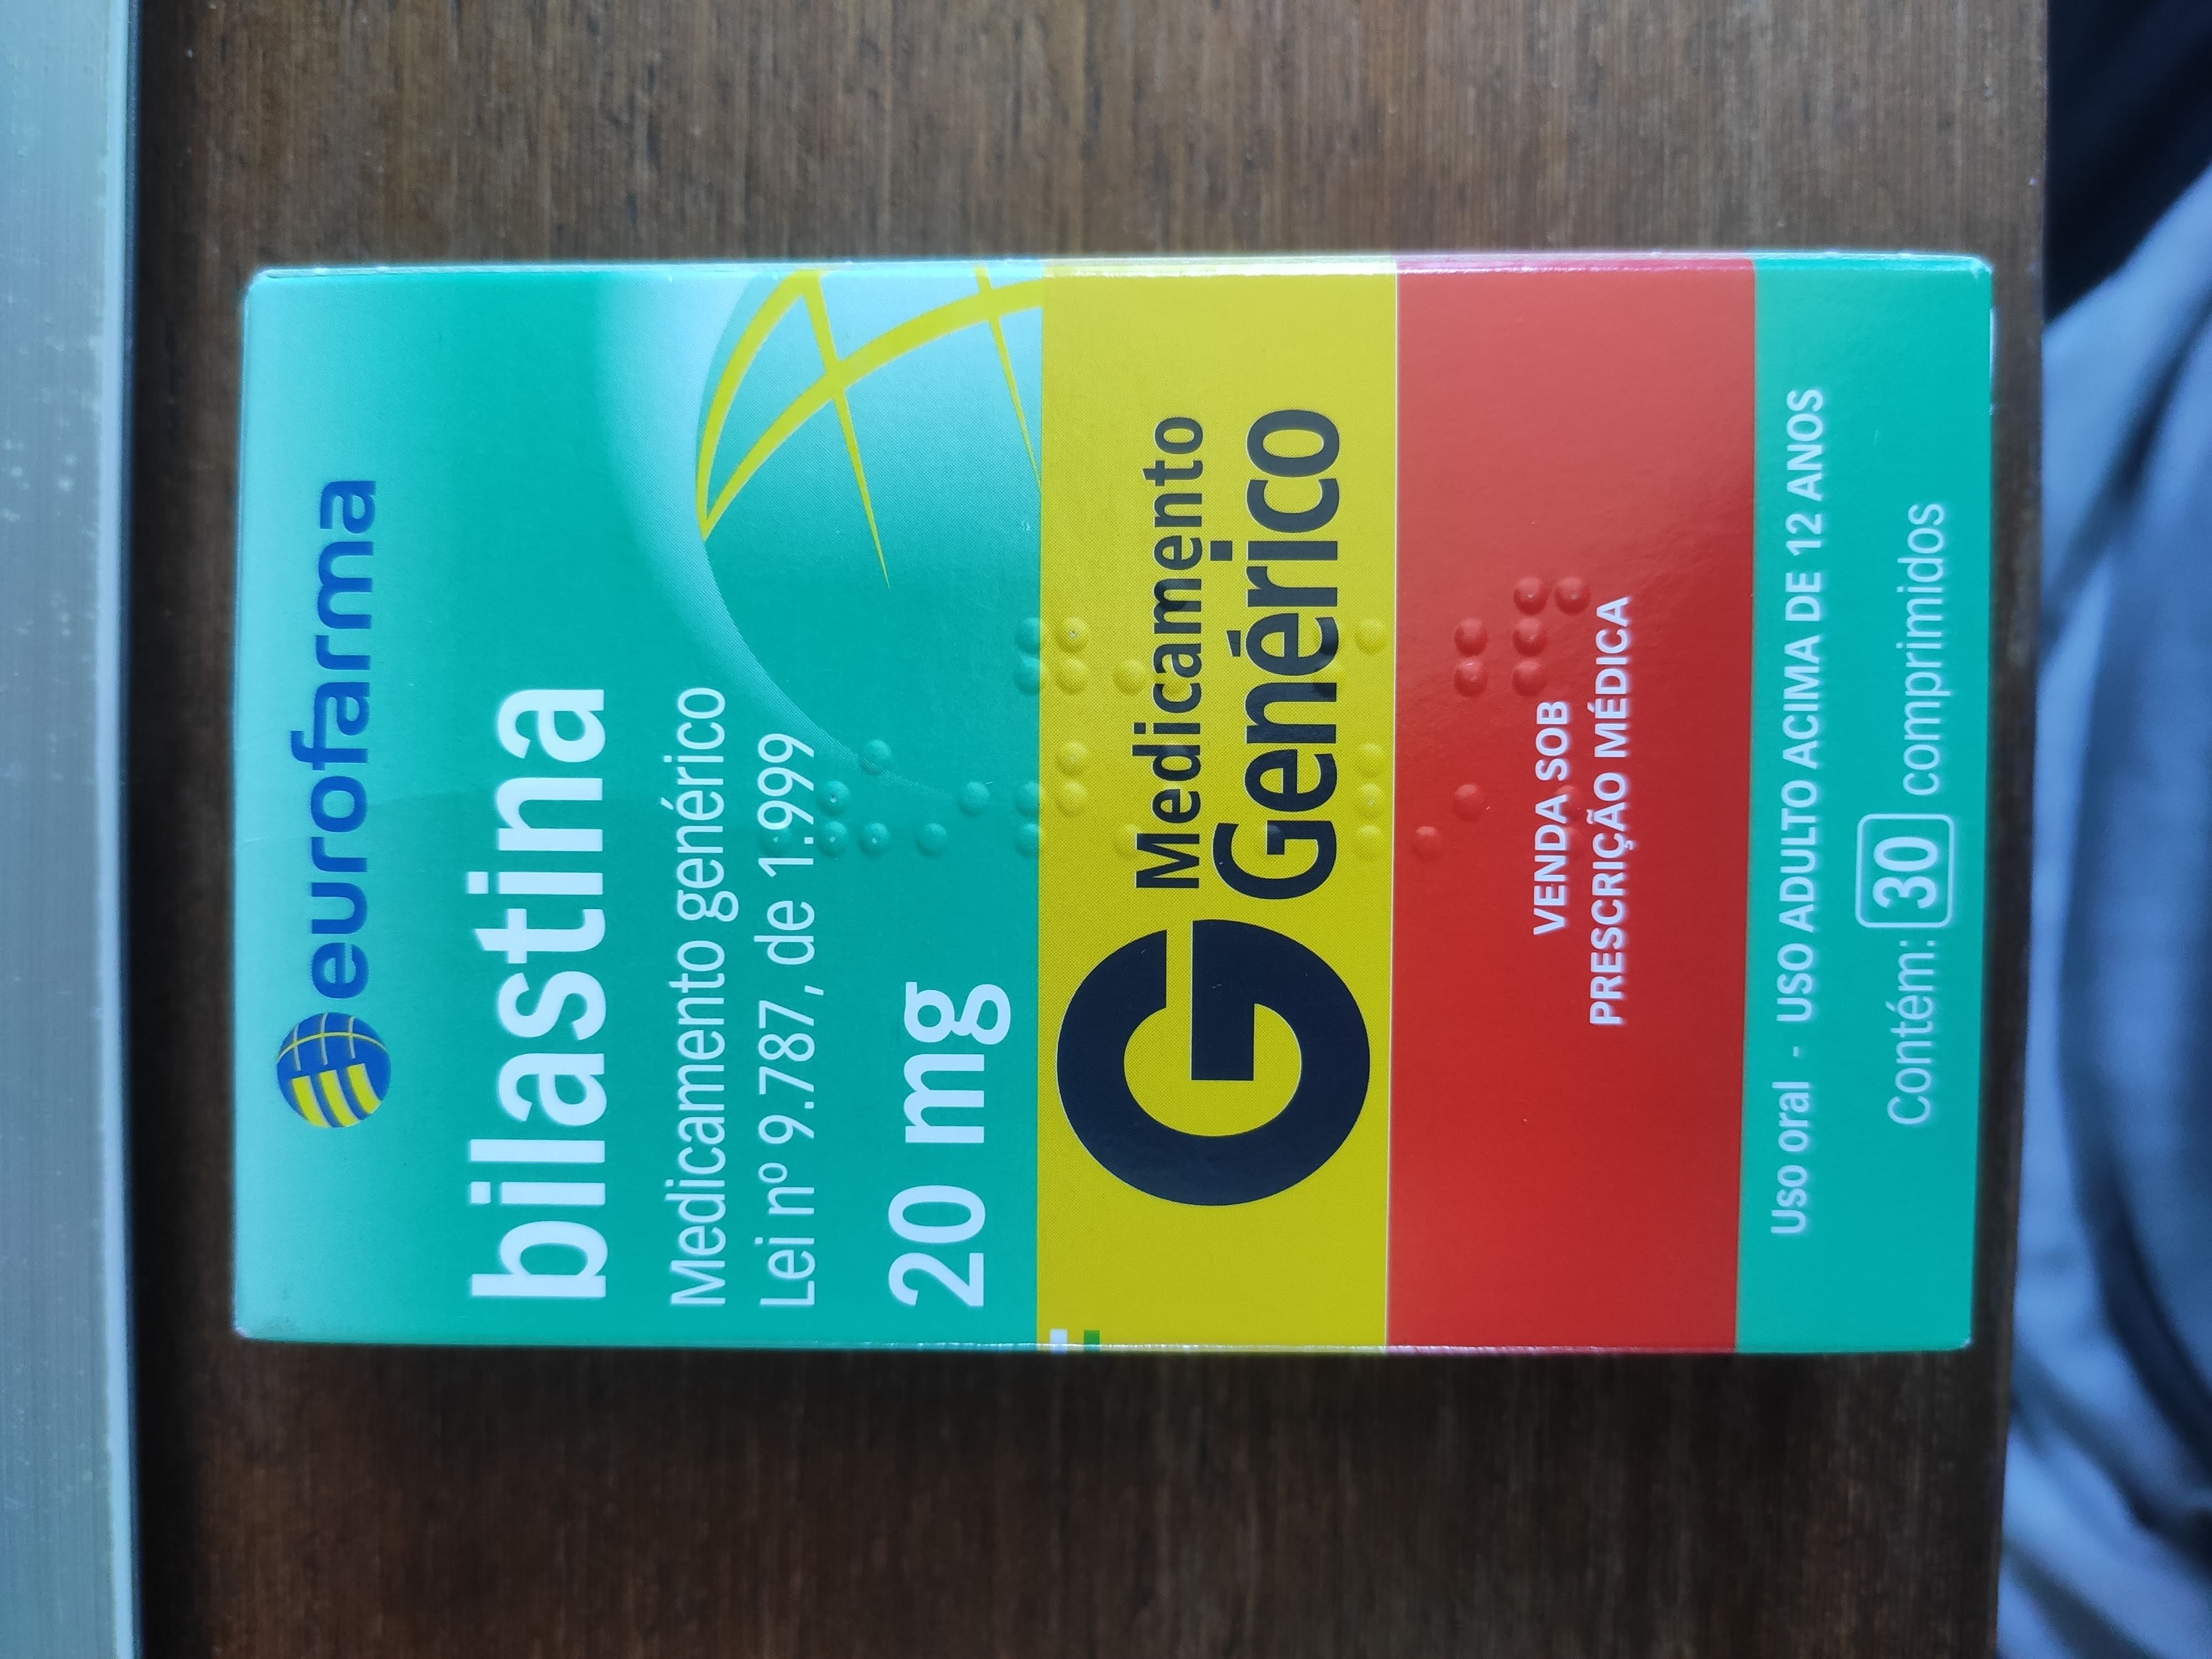 eurofarma
bilastina
Medicamento genérico
Lei nº 9.787, de 1.999
20 mg
G Medicamento
Genérico
VENDA SOB
PRESCRIÇÃO MÉDICA
Uso oral - USO ADULTO ACIMA DE 12 ANOS
Contém: 30 comprimidos